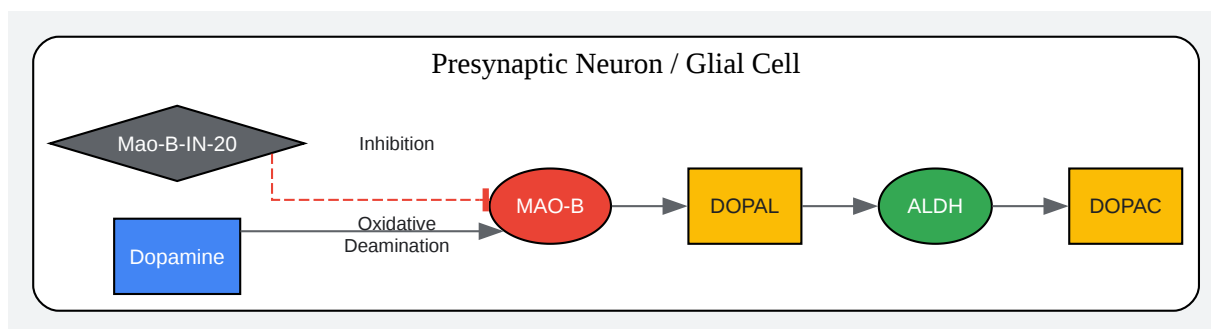 Presynaptic Neuron / Glial Cell
Mao-B-IN-20
Inhibition
MAO-B
DOPAL
ALDH
DOPAC
Oxidative
Deamination
Dopamine